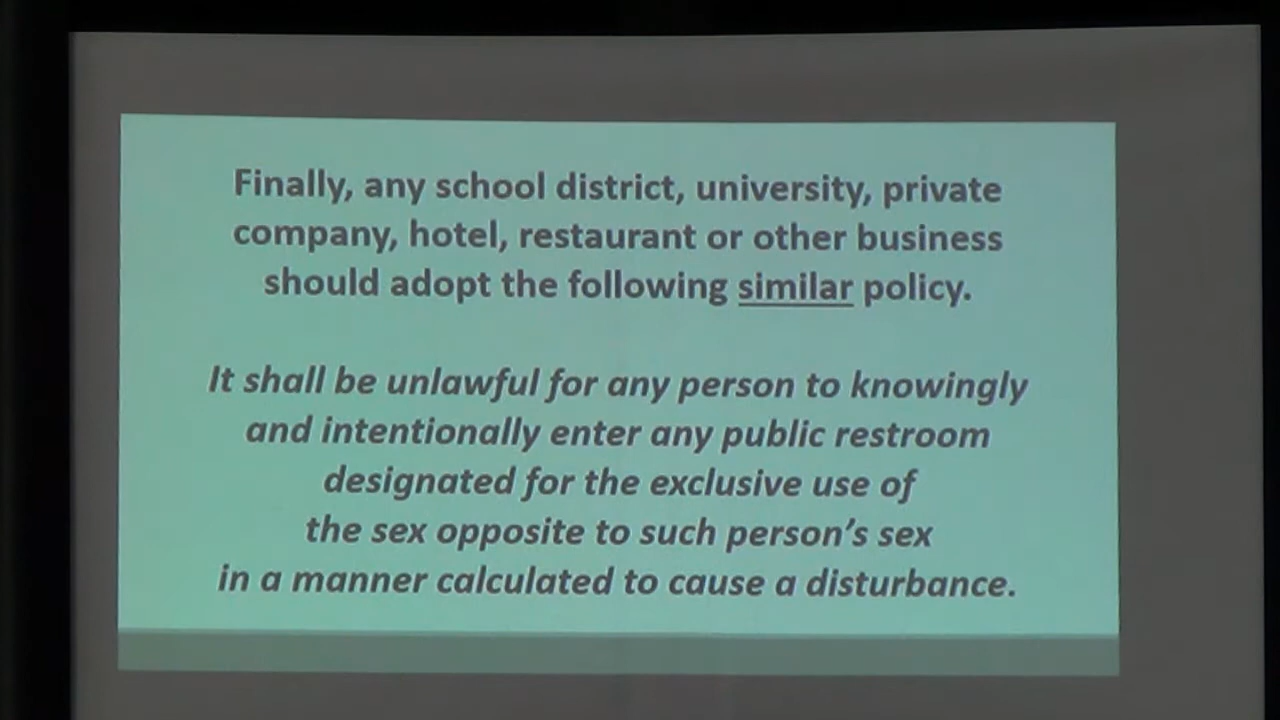 Finally, any school district, university, private
company, hotel, restaurant or other business
should adopt the following similar policy.
It shall be unlawful for any person to knowingly
and intentionally enter any public restroom
designated for the exclusive use of
the sex opposite to such person's sex
in a manner calculated to cause a disturbance.